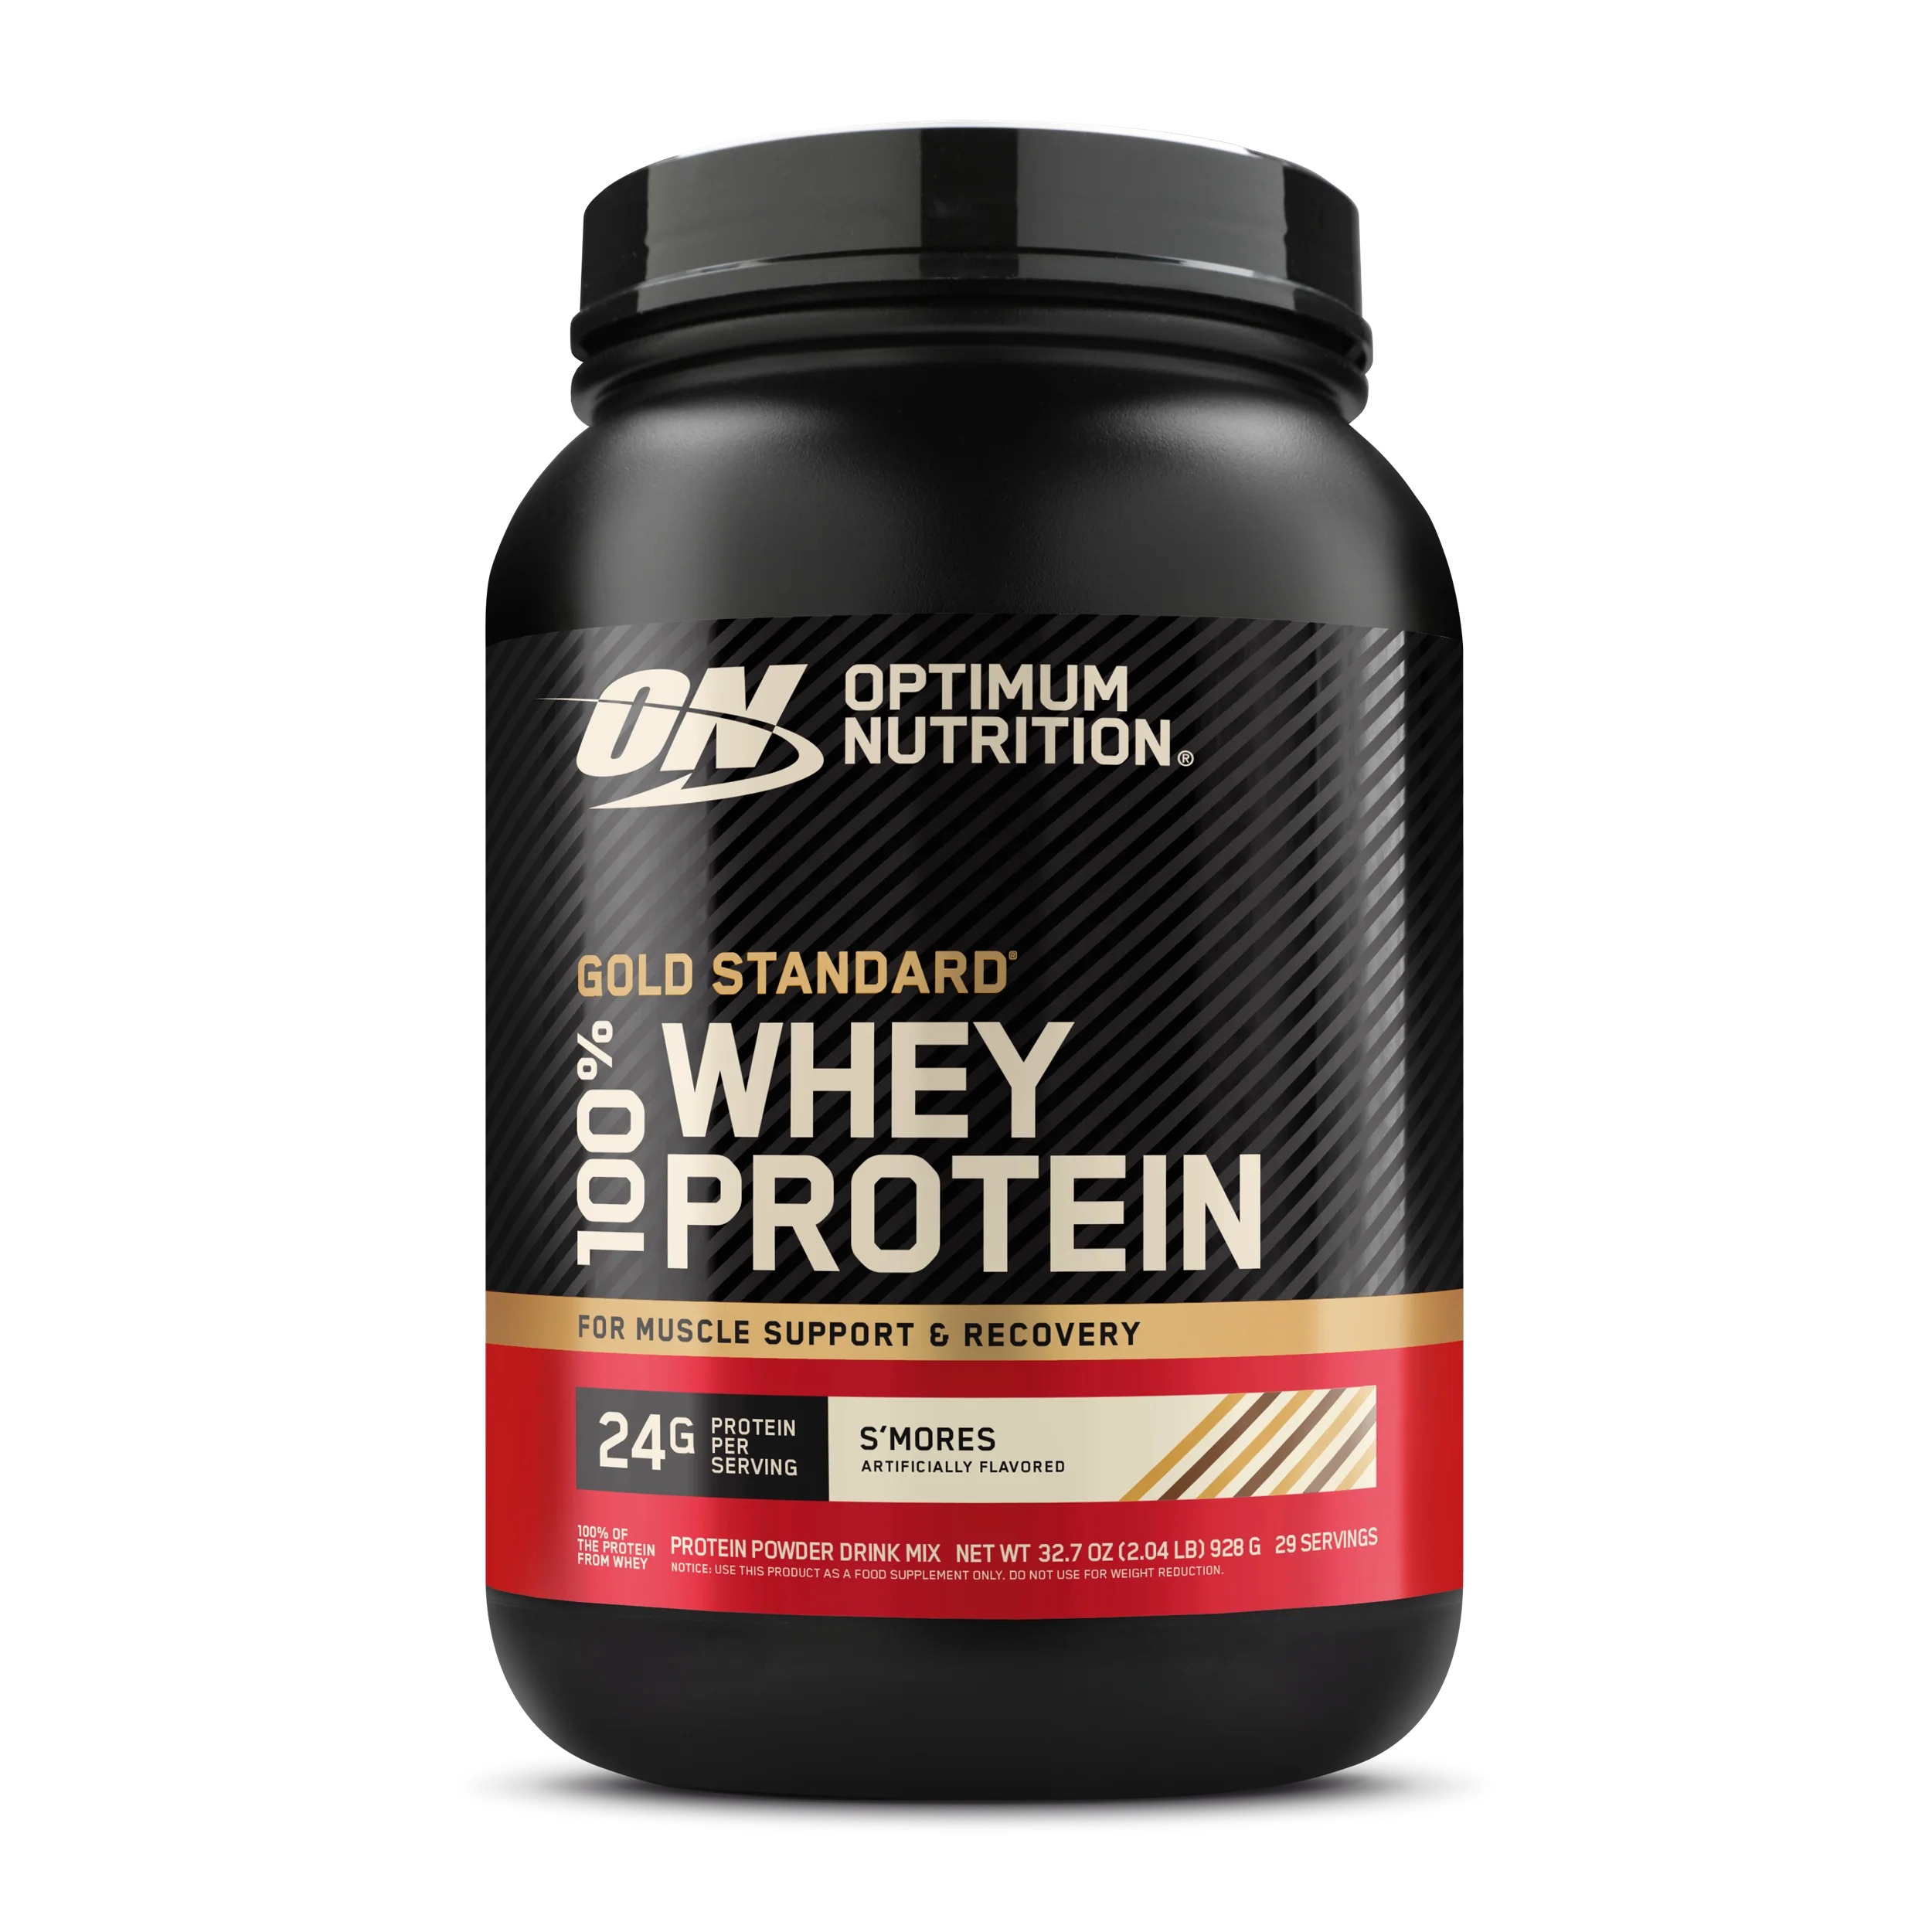 ON
OPTIMUM
NUTRITION®
GOLD STANDARD®
100%
WHEY
PROTEIN
FOR MUSCLE SUPPORT & RECOVERY
24G
PROTEIN
PER
SERVING
S'MORES
ARTIFICIALLY FLAVORED
100% OF
THE PROTEIN
FROM WHEY
PROTEIN POWDER DRINK MIX NET WT 32.7 OZ (2.04 LB) 928 G 29 SERVINGS
NOTICE: USE THIS PRODUCT AS A FOOD SUPPLEMENT ONLY. DO NOT USE FOR WEIGHT REDUCTION.